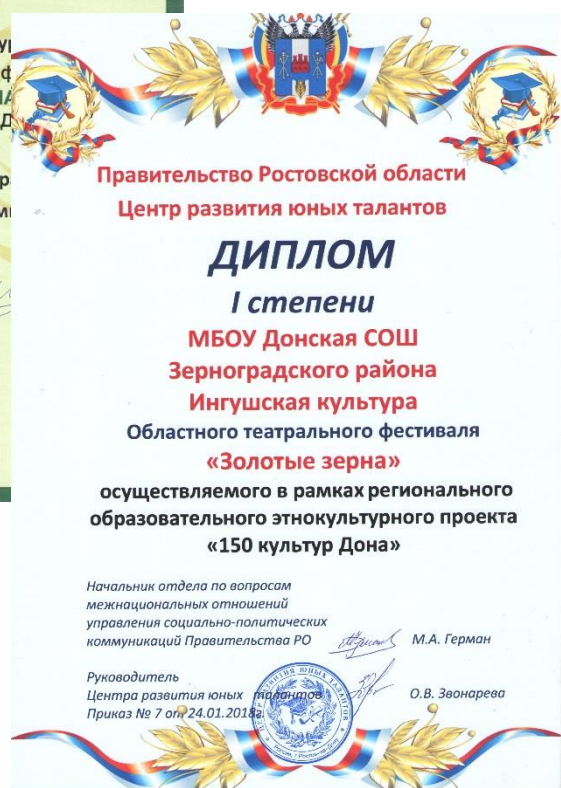 Правительство Ростовской области
Центр развития юных талантов
ДИПЛОМ
I степени
МБОУ Донская СОШ
Зерноградского района
Ингушская культура
Областного театрального фестиваля
«Золотые зерна»
осуществляемого в рамках регионального
образовательного этнокультурного проекта
«150 культур Дона»
Начальник отдела по вопросам
межнациональных отношений
управления социально-политических
коммуникаций Правительства РО М.А. Герман
Руководитель
Центра развития юных талантов О.В. Звонарева
Приказ № 7 от 24.01.2018г.